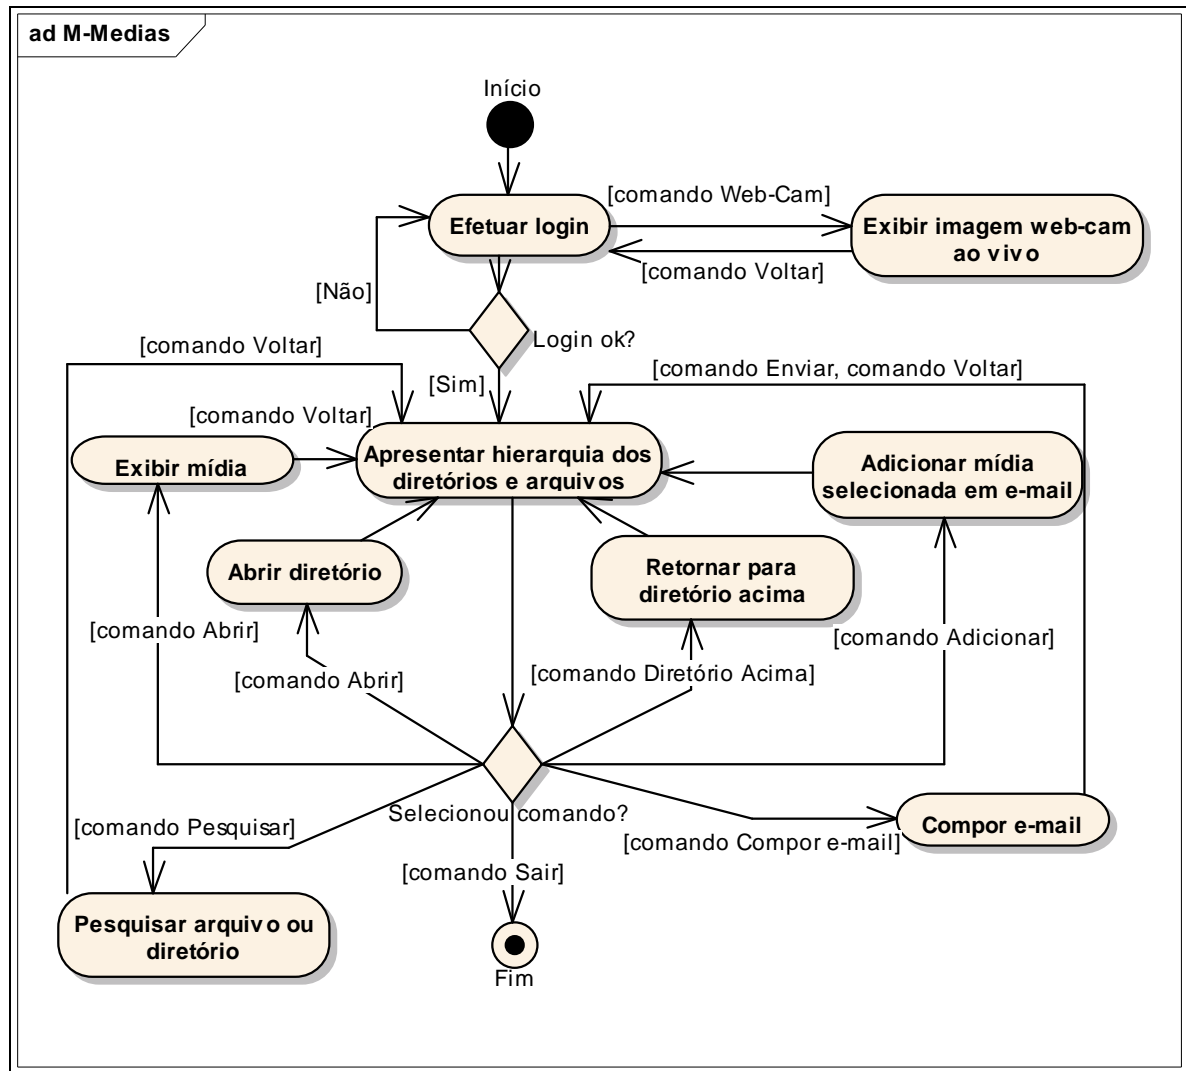 ad M-Medias
Início
[comando Web-Cam]
Efetuar login
Exibir imagem web-cam
ao vivo
[comando Voltar]
[Não]
Login ok?
[comando Voltar]
[Sim]
[comando Enviar, comando Voltar]
[comando Voltar]
Exibir mídia
Apresentar hierarquia dos
diretórios e arquivos
Adicionar mídia
selecionada em e-mail
Abrir diretório
Retornar para
diretório acima
[comando Abrir]
[comando Adicionar]
[comando Abrir]
[comando Diretório Acima]
Selecionou comando?
[comando Pesquisar]
Compor e-mail
[comando Compor e-mail]
[comando Sair]
Pesquisar arquivo ou
diretório
Fim